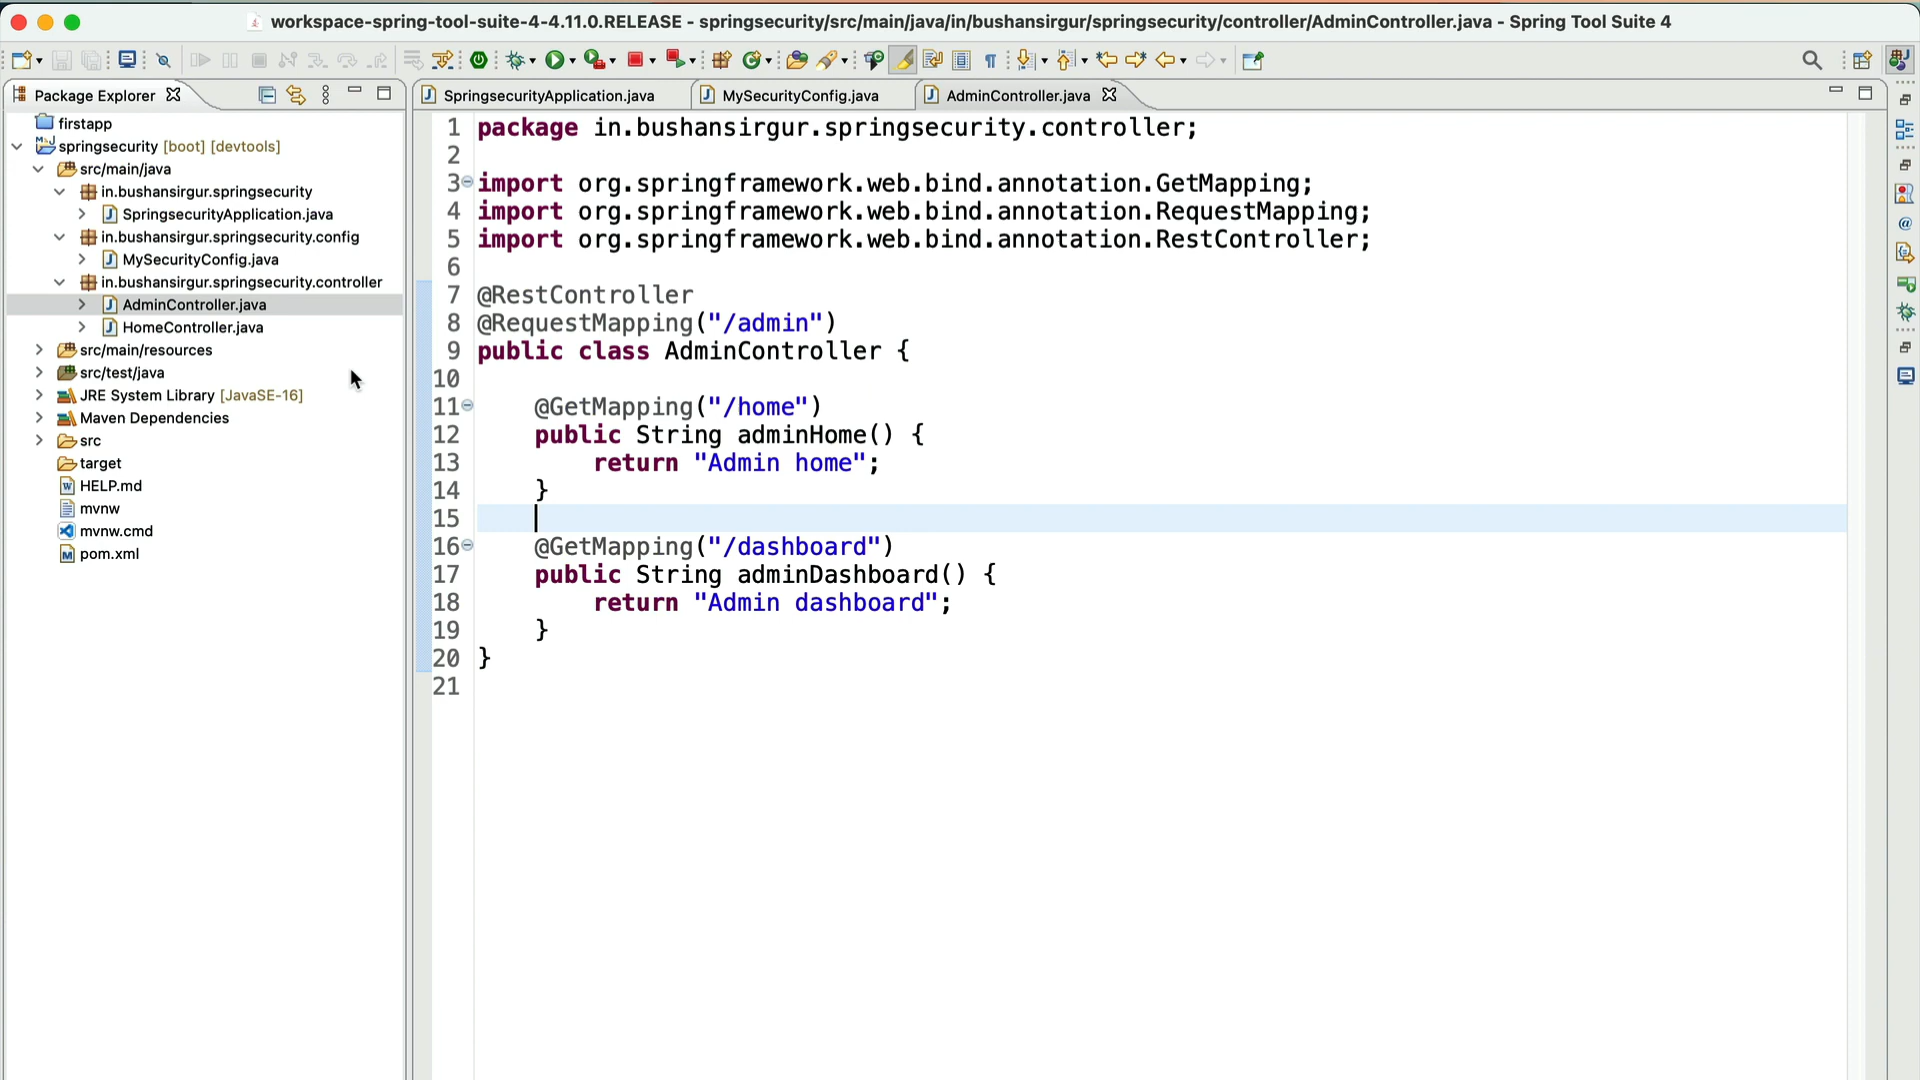 workspace-spring-tool-suite-4-4.11.0.RELEASE - springsecurity/src/main/java/in/bushansirgur/springsecurity/controller/AdminController.java - Spring Tool Suite 4
Package Explorer
firstapp
springsecurity [boot] [devtools]
src/main/java
in.bushansirgur.springsecurity
SpringsecurityApplication.java
in.bushansirgur.springsecurity.config
MySecurityConfig.java
in.bushansirgur.springsecurity.controller
AdminController.java
HomeController.java
src/main/resources
src/test/java
JRE System Library [JavaSE-16]
Maven Dependencies
src
target
HELP.md
mvnw
mvnw.cmd
pom.xml
SpringsecurityApplication.java
MySecurityConfig.java
AdminController.java
1 package in.bushansirgur.springsecurity.controller;
2
3 import org.springframework.web.bind.annotation.GetMapping;
4 import org.springframework.web.bind.annotation.RequestMapping;
5 import org.springframework.web.bind.annotation.RestController;
6
7 @RestController
8 @RequestMapping("/admin")
9 public class AdminController {
10
11 @GetMapping("/home")
12 public String adminHome() {
13 return "Admin home";
14 }
15
16 @GetMapping("/dashboard")
17 public String adminDashboard() {
18 return "Admin dashboard";
19 }
20 }
21